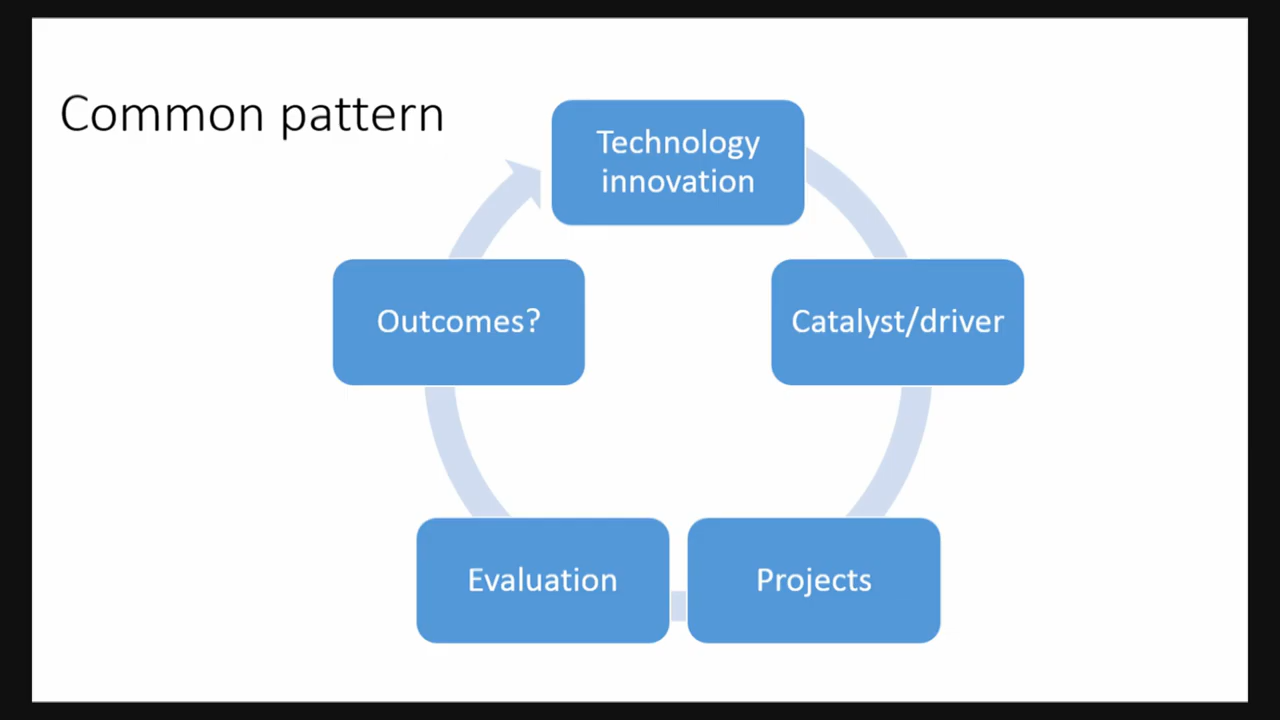 Common pattern
Technology
innovation
Catalyst/driver
Projects
Evaluation
Outcomes?